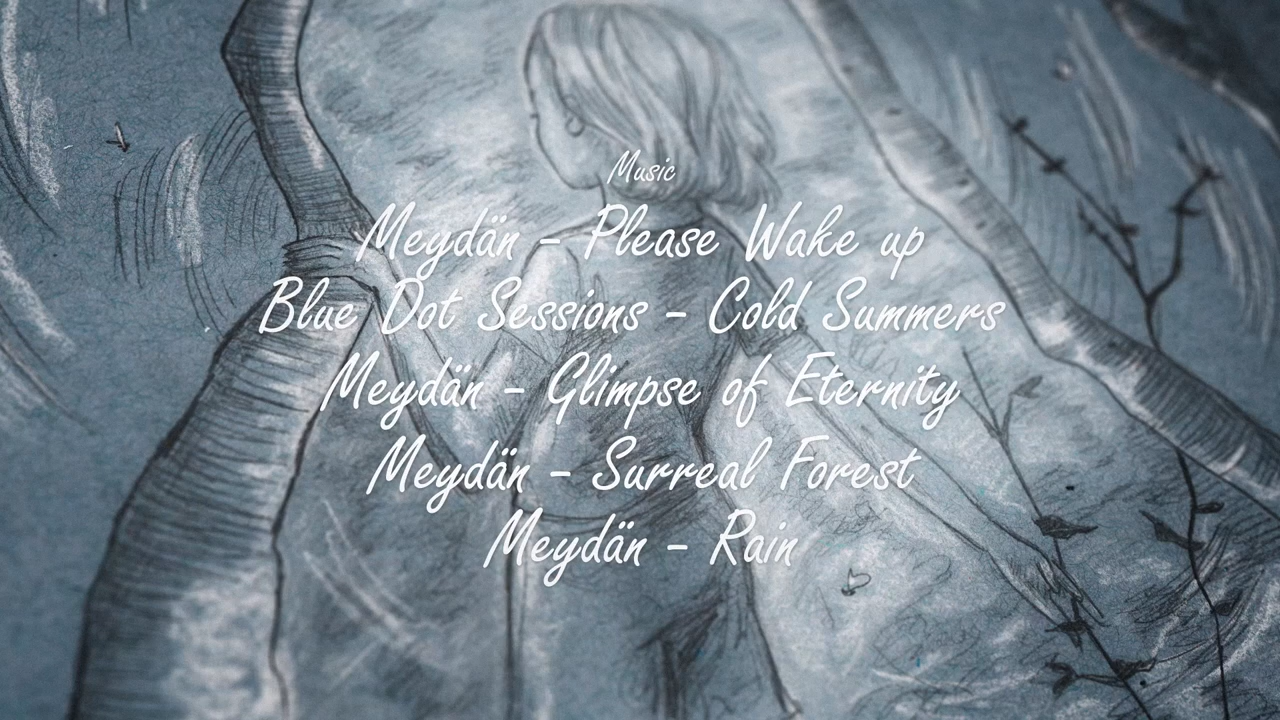 Music
Meydän - Please Wake up
Blue Dot Sessions - Cold Summers
Meydän - Glimpse of Eternity
Meydän - Surreal Forest
Meydän - Rain